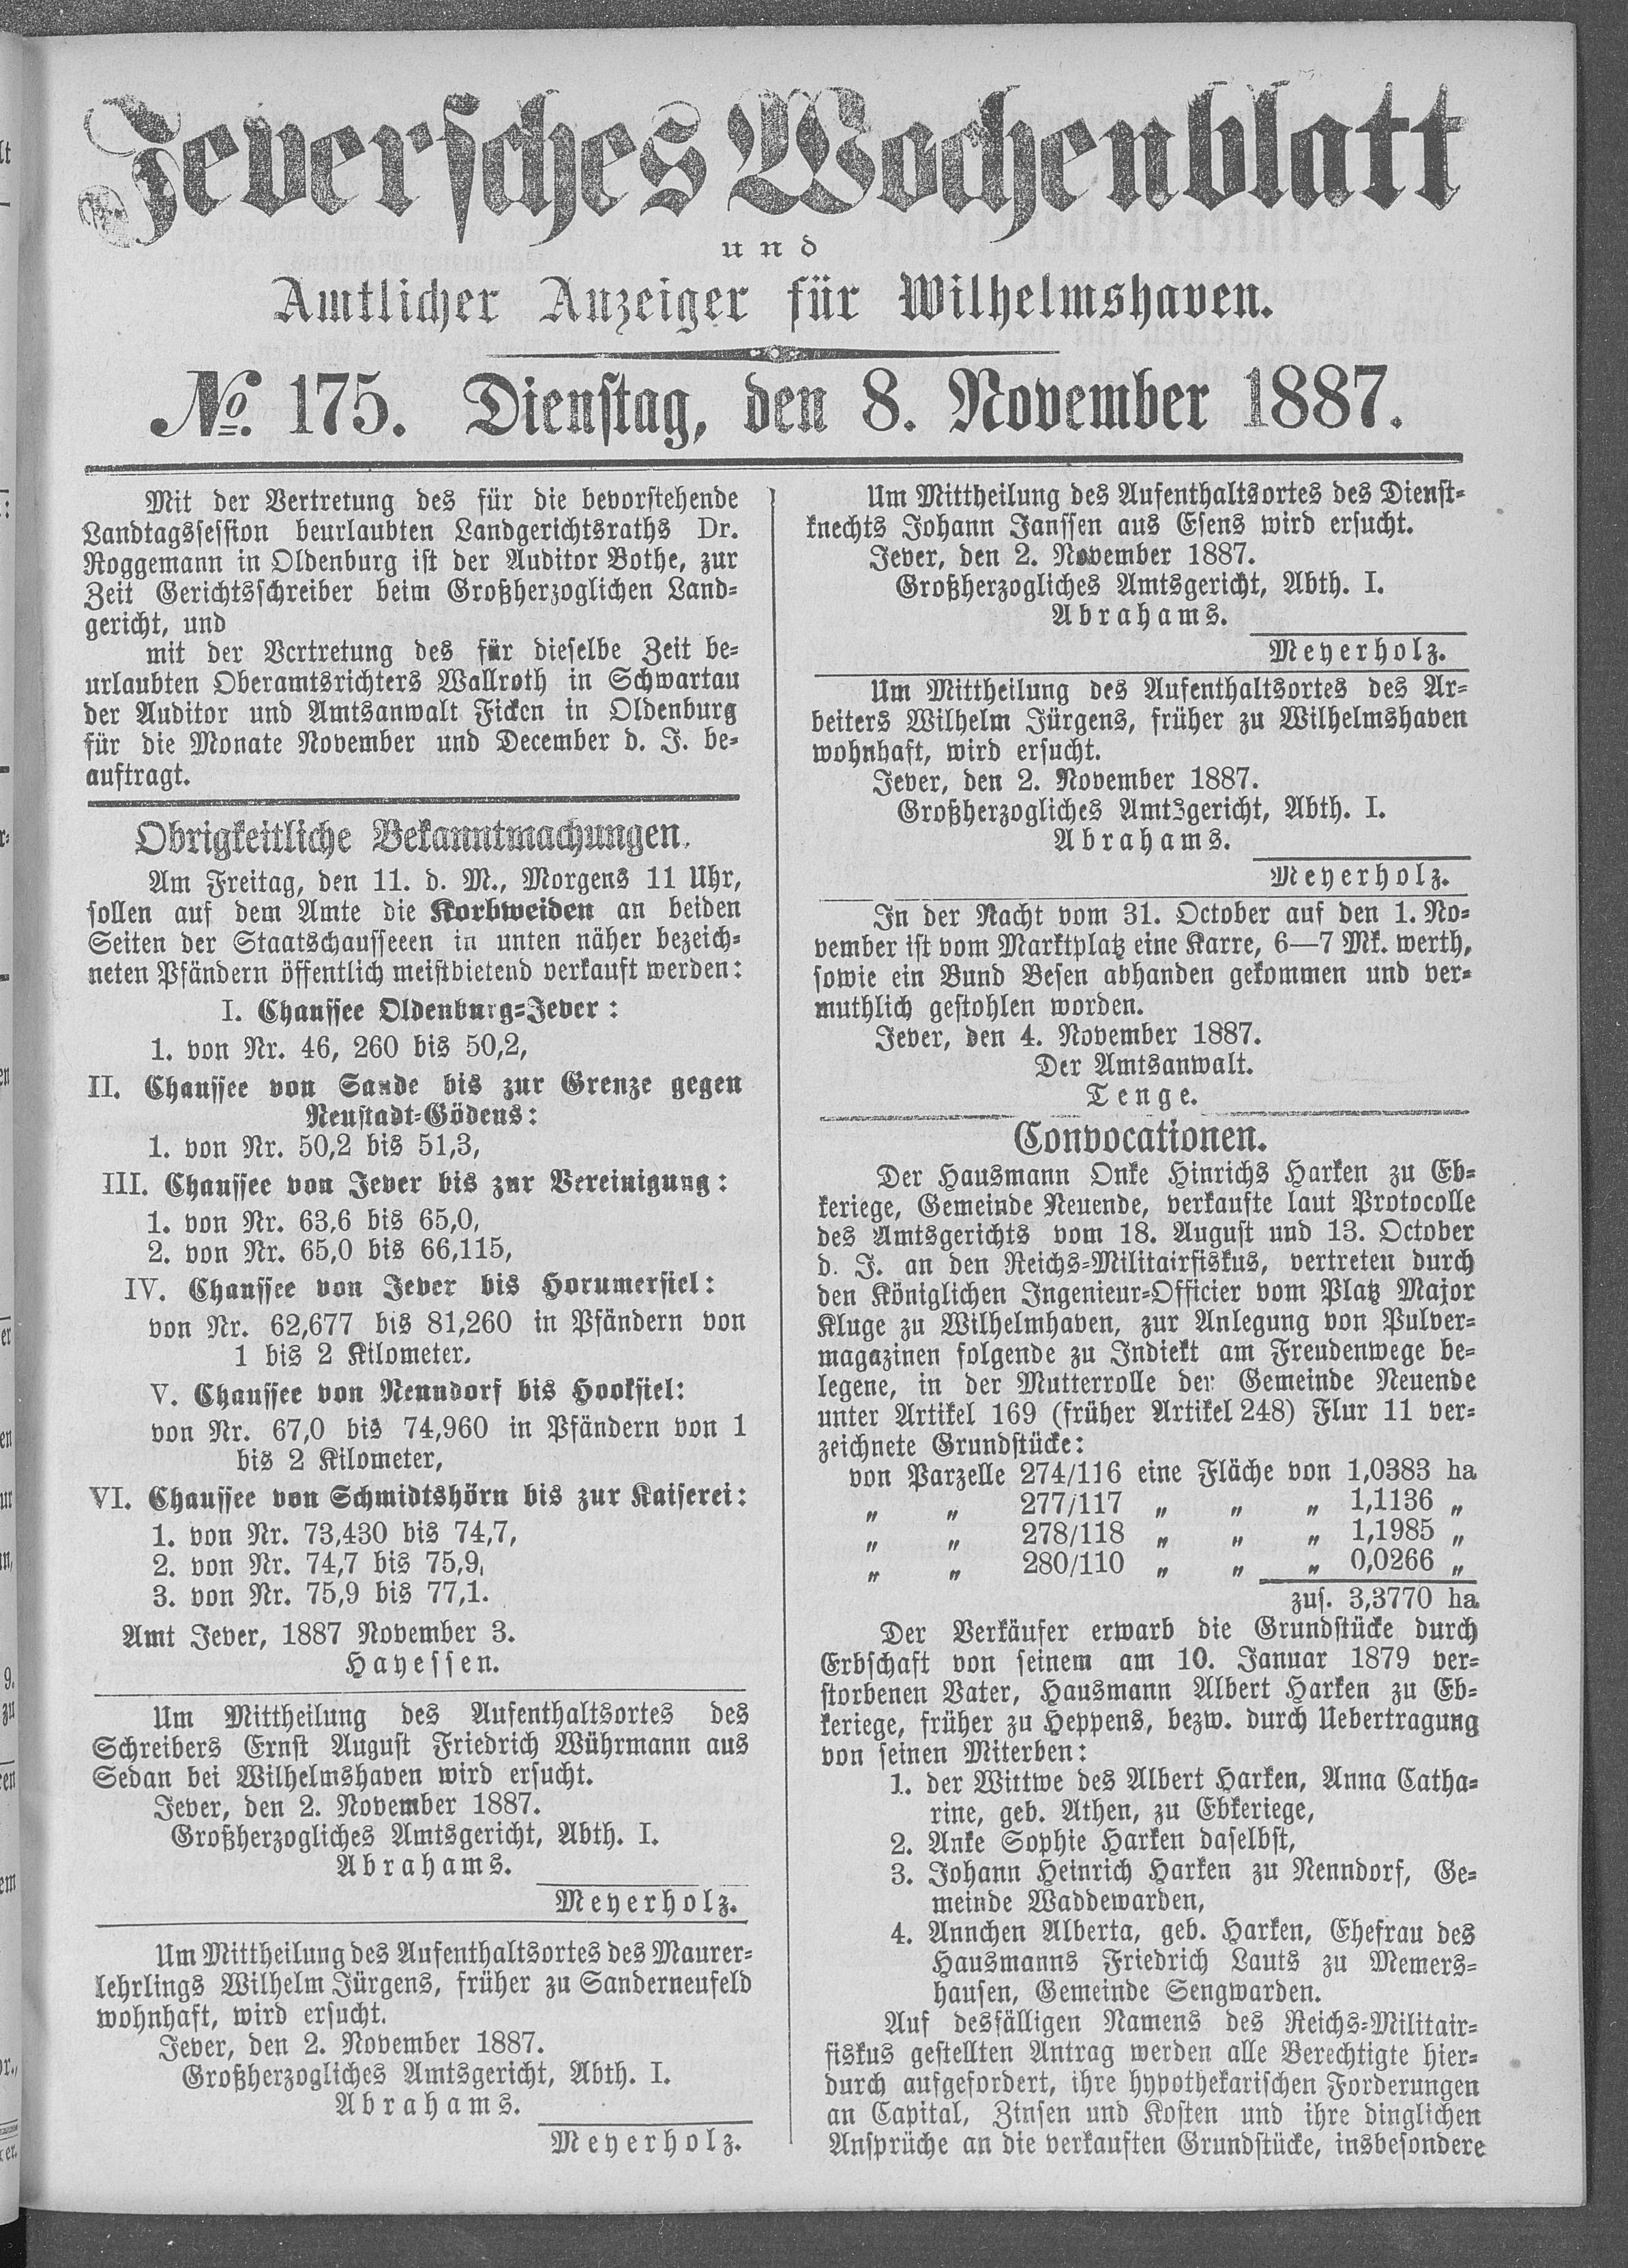 Jeversches Wochenblatt
und
Amtlicher Anzeiger für Wilhelmshaven.
No. 175. Dienstag, den 8. November 1887.
Mit der Vertretung des für die bevorstehende
Landtagssession beurlaubten Landgerichtsraths Dr.
Roggemann in Oldenburg ist der Auditor Bothe, zur
Zeit Gerichtsschreiber beim Großherzoglichen Land-
gericht, und
mit der Vertretung des für dieselbe Zeit be-
urlaubten Oberamtsrichters Wallroth in Schwartau
der Auditor und Amtsanwalt Ficken in Oldenburg
für die Monate November und December d. J. be-
auftragt.
Obrigkeitliche Bekanntmachungen.
Am Freitag, den 11. d. M., Morgens 11 Uhr,
sollen auf dem Amte die Korbweiden an beiden
Seiten der Staatschausseeen in unten näher bezeich-
neten Pfändern öffentlich meistbietend verkauft werden:
I. Chaussee Oldenburg-Jever:
1. von Nr. 46, 260 bis 50,2,
II. Chaussee von Sande bis zur Grenze gegen
Neustadt-Gödens:
1. von Nr. 50,2 bis 51,3,
III. Chaussee von Jever bis zur Vereinigung:
1. von Nr. 63,6 bis 65,0,
2. von Nr. 65,0 bis 66,115,
IV. Chaussee von Jever bis Horumersiel:
von Nr. 62,677 bis 81,260 in Pfändern von
1 bis 2 Kilometer.
V. Chaussee von Nenndorf bis Hooksiel:
von Nr. 67,0 bis 74,960 in Pfändern von 1
bis 2 Kilometer,
VI. Chaussee von Schmidtshörn bis zur Kaiserei:
1. von Nr. 73,430 bis 74,7,
2. von Nr. 74,7 bis 75,9,
3. von Nr. 75,9 bis 77,1.
Amt Jever, 1887 November 3.
Hayessen.
Um Mittheilung des Aufenthaltsortes des
Schreibers Ernst August Friedrich Wührmann aus
Sedan bei Wilhelmshaven wird ersucht.
Jever, den 2. November 1887.
Großherzogliches Amtsgericht, Abth. I.
Abrahams.
Meyerholz.
Um Mittheilung des Aufenthaltsortes des Maurer-
lehrlings Wilhelm Jürgens, früher zu Sanderneufeld
wohnhaft, wird ersucht.
Jever, den 2. November 1887.
Großherzogliches Amtsgericht, Abth. I.
Abrahams.
Meyerholz.
Um Mittheilung des Aufenthaltsortes des Dienst-
knechts Johann Janssen aus Esens wird ersucht.
Jever, den 2. November 1887.
Großherzogliches Amtsgericht, Abth. I.
Abrahams.
Meyerholz.
Um Mittheilung des Aufenthaltsortes des Ar-
beiters Wilhelm Jürgens, früher zu Wilhelmshaven
wohnhaft, wird ersucht.
Jever, den 2. November 1887.
Großherzogliches Amtsgericht, Abth. I.
Abrahams.
Meyerholz.
In der Nacht vom 31. October auf den 1. No-
vember ist vom Marktplatz eine Karre, 6—7 Mk. werth,
sowie ein Bund Besen abhanden gekommen und ver-
muthlich gestohlen worden.
Jever, den 4. November 1887.
Der Amtsanwalt.
Tenge.
Convocationen.
Der Hausmann Onke Hinrichs Harken zu Eb-
keriege, Gemeinde Neuende, verkaufte laut Protocolle
des Amtsgerichts vom 18. August und 13. October
d. J. an den Reichs-Militairfiskus, vertreten durch
den Königlichen Ingenieur-Officier vom Platz Major
Kluge zu Wilhelmhaven, zur Anlegung von Pulver-
magazinen folgende zu Indiekt am Freudenwege be-
legene, in der Mutterrolle der Gemeinde Neuende
unter Artikel 169 (früher Artikel 248) Flur 11 ver-
zeichnete Grundstücke:
von Parzelle 274/116 eine Fläche von 1,0383 ha
„ „ 277/117 „ „ „ 1,1136 „
„ „ 278/118 „ „ „ 1,1985 „
„ „ 280/110 „ „ „ 0,0266 „
zus. 3,3770 ha
Der Verkäufer erwarb die Grundstücke durch
Erbschaft von seinem am 10. Januar 1879 ver-
storbenen Vater, Hausmann Albert Harken zu Eb-
keriege, früher zu Heppens, bezw. durch Uebertragung
von seinen Miterben:
1. der Wittwe des Albert Harken, Anna Catha-
rine, geb. Athen, zu Ebkeriege,
2. Anke Sophie Harken daselbst,
3. Johann Heinrich Harken zu Nenndorf, Ge-
meinde Waddewarden,
4. Annchen Alberta, geb. Harken, Ehefrau des
Hausmanns Friedrich Lauts zu Memers-
hausen, Gemeinde Sengwarden.
Auf desfälligen Namens des Reichs-Militair-
fiskus gestellten Antrag werden alle Berechtigte hier-
durch aufgefordert, ihre hypothekarischen Forderungen
an Capital, Zinsen und Kosten und ihre dinglichen
Ansprüche an die verkauften Grundstücke, insbesondere